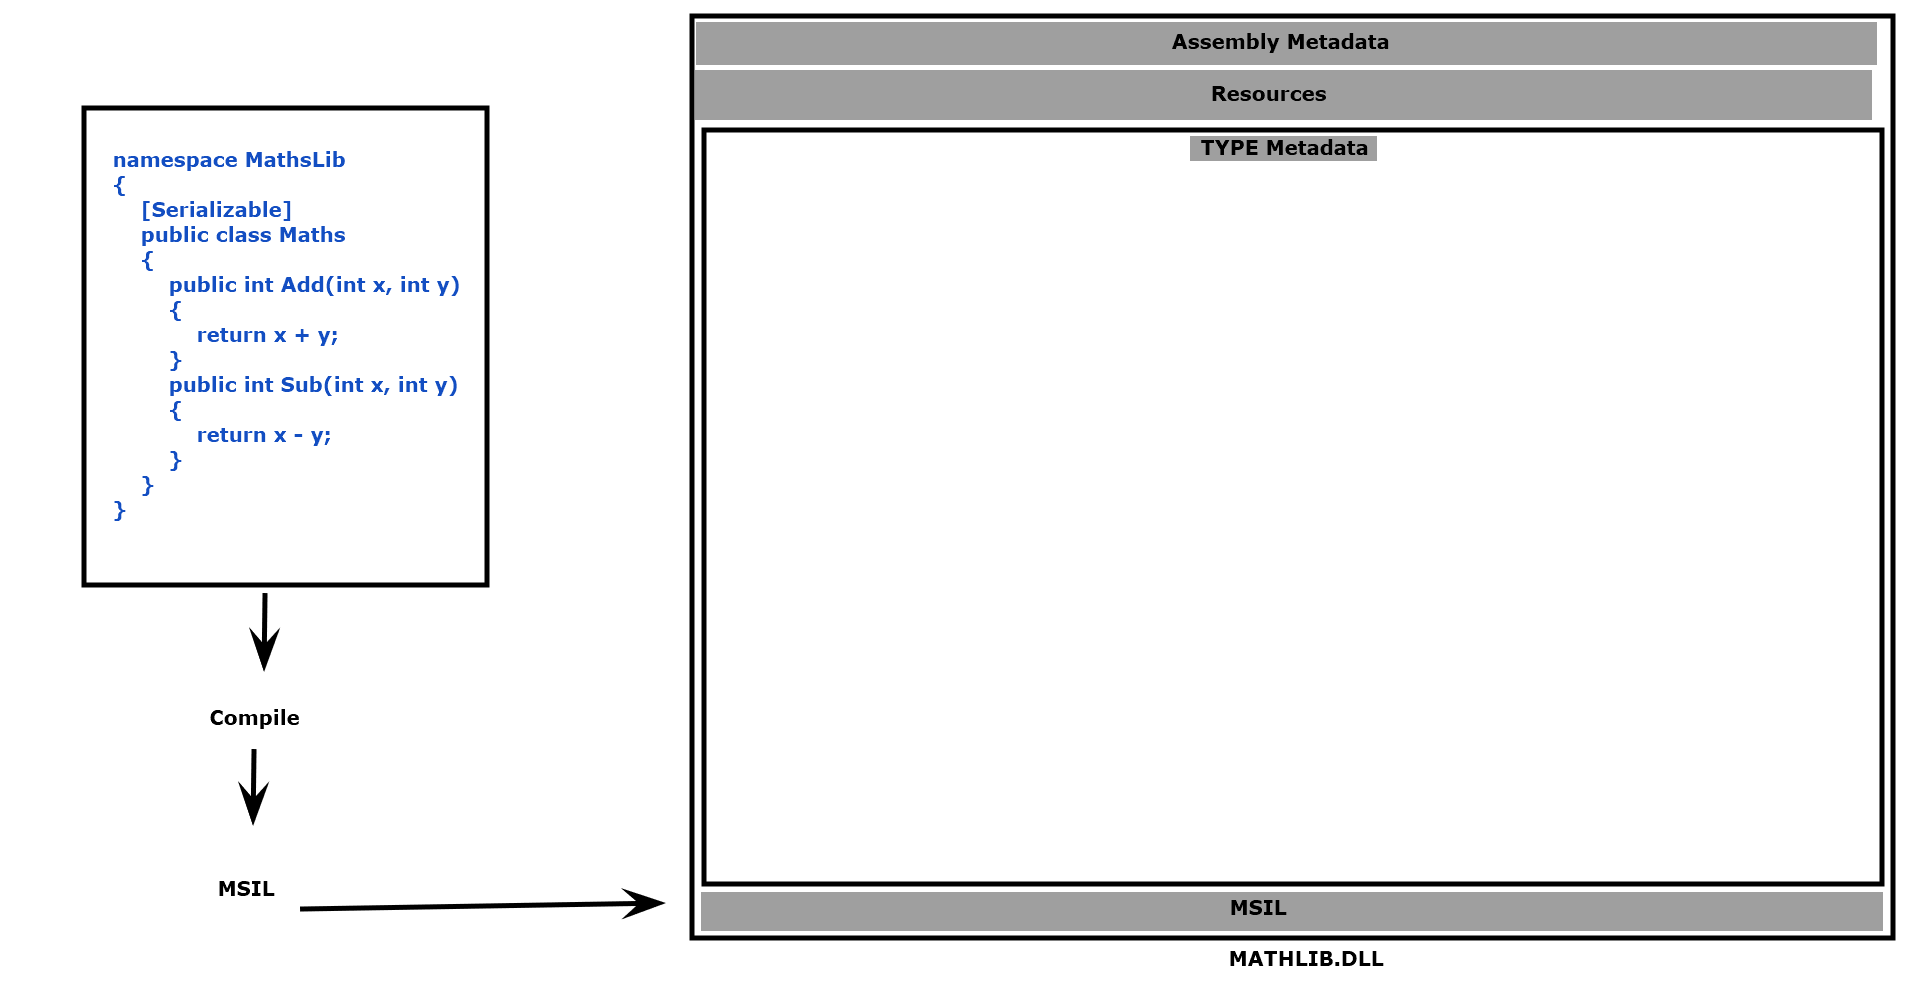 namespace MathsLib
{
[Serializable]
public class Maths
{
public int Add(int x, int y)
{
return x + y;
}
public int Sub(int x, int y)
{
return x - y;
}
}
}
Compile
MSIL
Assembly Metadata
Resources
TYPE Metadata
MSIL
MATHLIB.DLL